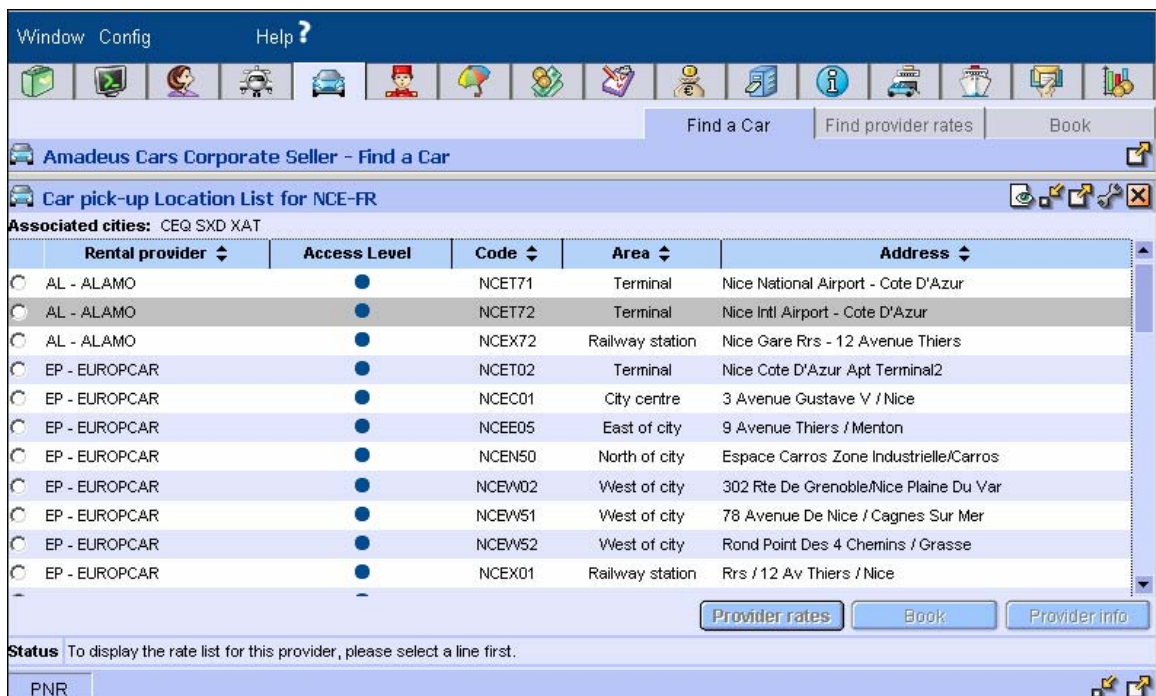 Window Config Help ?
Find a Car Find provider rates Book
Amadeus Cars Corporate Seller - Find a Car
Car pick-up Location List for NCE-FR
Associated cities: CEQ SXD XAT
Rental provider Access Level Code Area Address
AL - ALAMO NCET71 Terminal Nice National Airport - Cote D'Azur
AL - ALAMO NCET72 Terminal Nice Intl Airport - Cote D'Azur
AL - ALAMO NCEX72 Railway station Nice Gare Rrs - 12 Avenue Thiers
EP - EUROPCAR NCET02 Terminal Nice Cote D'Azur Apt Terminal2
EP - EUROPCAR NCEC01 City centre 3 Avenue Gustave V / Nice
EP - EUROPCAR NCEE05 East of city 9 Avenue Thiers / Menton
EP - EUROPCAR NCEN50 North of city Espace Carros Zone Industrielle/Carros
EP - EUROPCAR NCEW02 West of city 302 Rte De Grenoble/Nice Plaine Du Var
EP - EUROPCAR NCEW51 West of city 78 Avenue De Nice / Cagnes Sur Mer
EP - EUROPCAR NCEW52 West of city Rond Point Des 4 Chemins / Grasse
EP - EUROPCAR NCEX01 Railway station Rrs / 12 Av Thiers / Nice
Provider rates Book Provider info
Status To display the rate list for this provider, please select a line first.
PNR